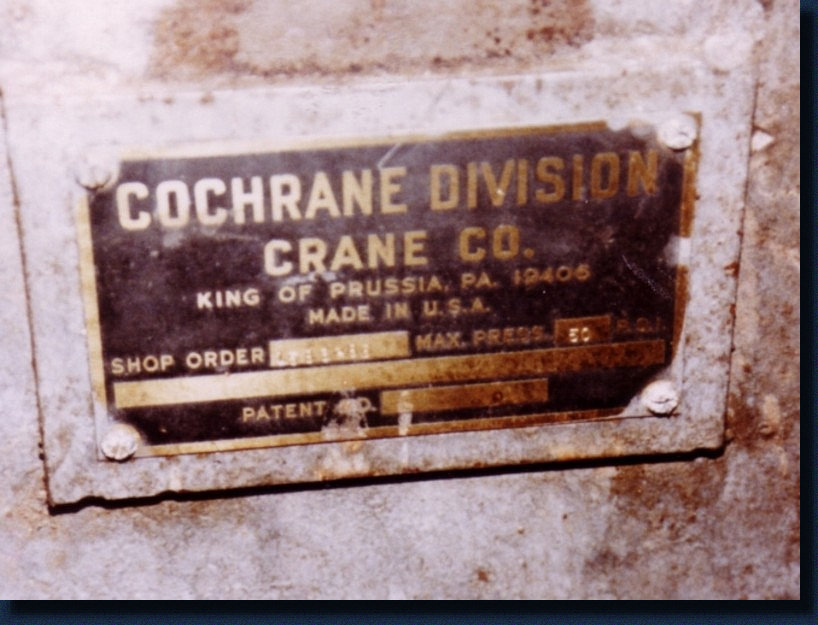 COCHRANE DIVISION
CRANE CO.
KING OF PRUSSIA, PA. 19406
MADE IN U.S.A.
SHOP ORDER MAX. PRESS. 50 P.S.I.
PATENT NO.